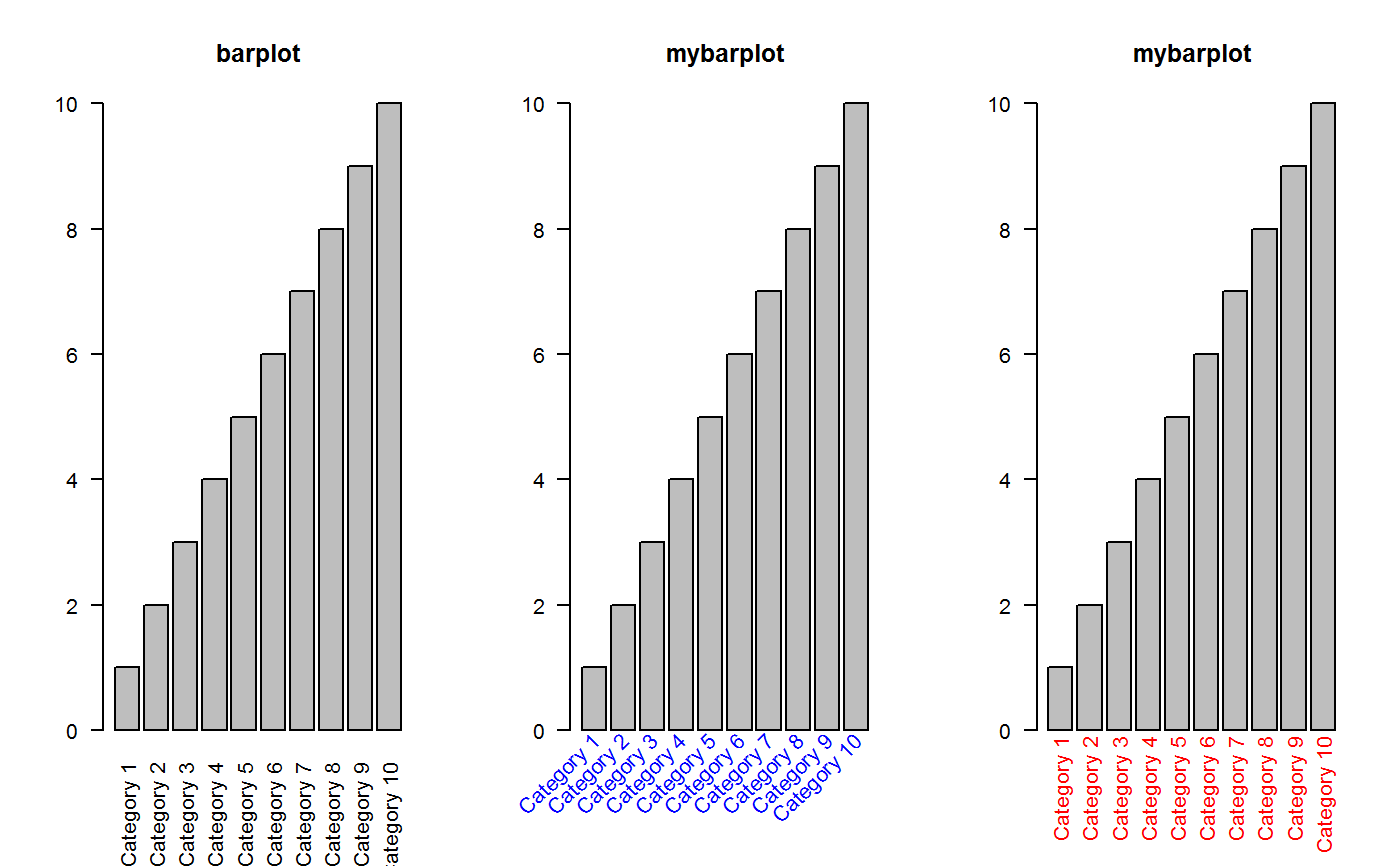 barplot
10
8
6
4
2
0
Category 1
Category 2
Category 3
Category 4
Category 5
Category 6
Category 7
Category 8
Category 9
ategory 10
mybarplot
10
8
6
4
2
0
Category 1
Category 2
Category 3
Category 4
Category 5
Category 6
Category 7
Category 8
Category 9
Category 10
mybarplot
10
8
6
4
2
0
Category 1
Category 2
Category 3
Category 4
Category 5
Category 6
Category 7
Category 8
Category 9
Category 10